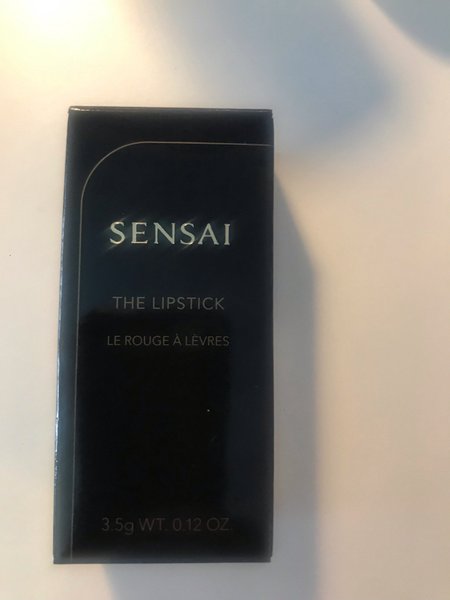 SENSAI
THE LIPSTICK
LE ROUGE À LÈVRES
3.5g WT. 0.12 OZ.